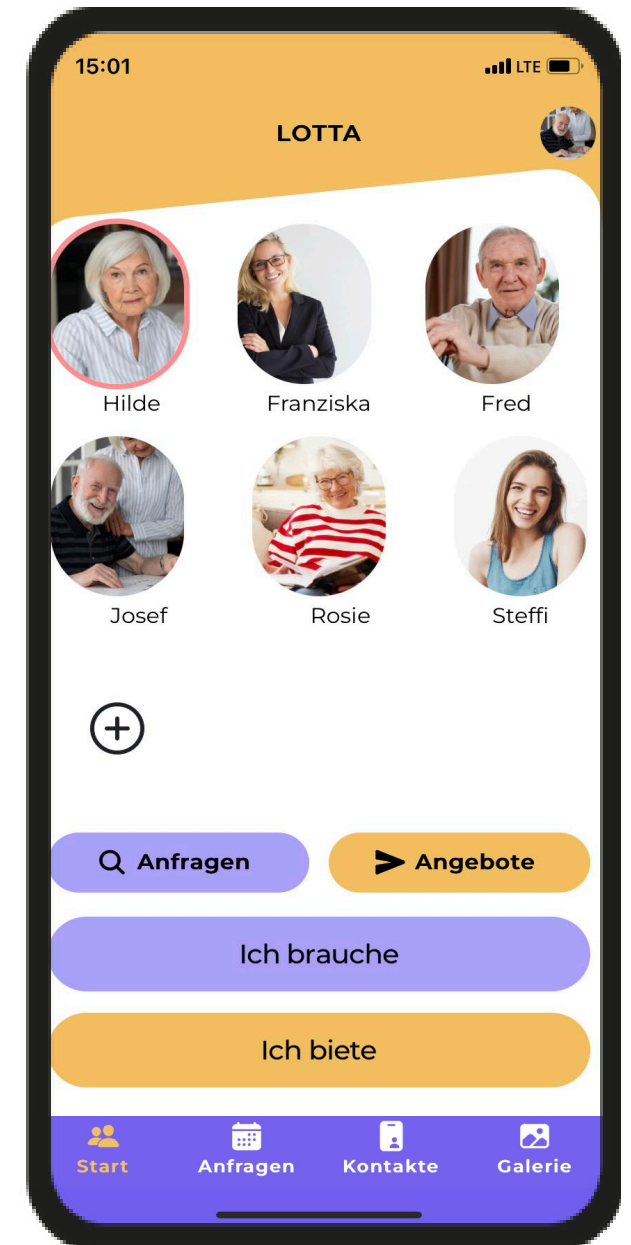 15:01 LTE
LOTTA
Hilde Franziska Fred
Josef Rosie Steffi
Anfragen Angebote
Ich brauche
Ich biete
Start Anfragen Kontakte Galerie